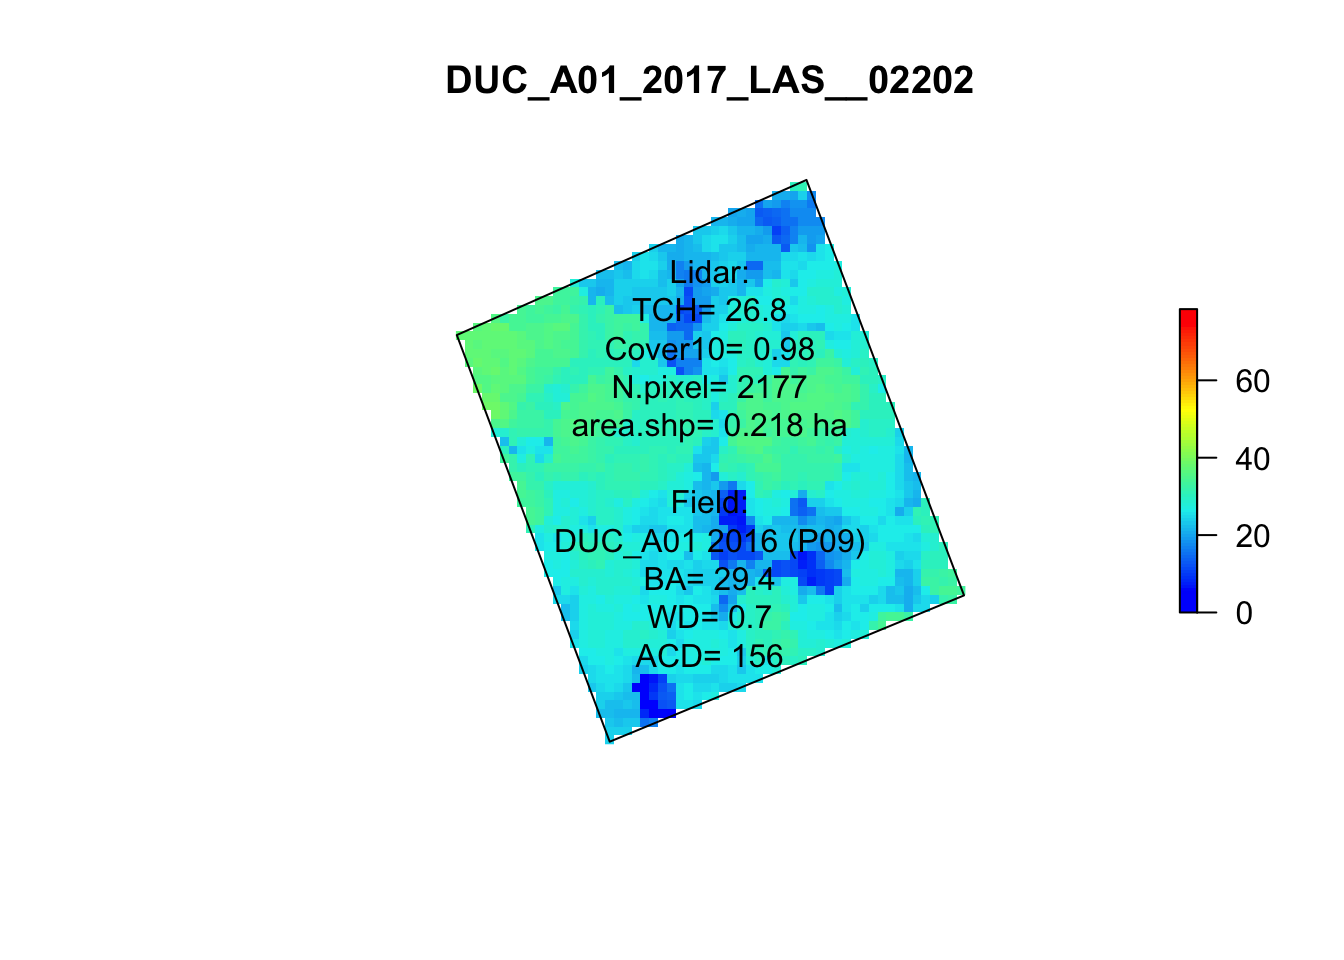 DUC_A01_2017_LAS__02202
Lidar:
TCH= 26.8
Cover10= 0.98
N.pixel= 2177
area.shp= 0.218 ha
Field:
DUC_A01 2016 (P09)
BA= 29.4
WD= 0.7
ACD= 156
60
40
20
0